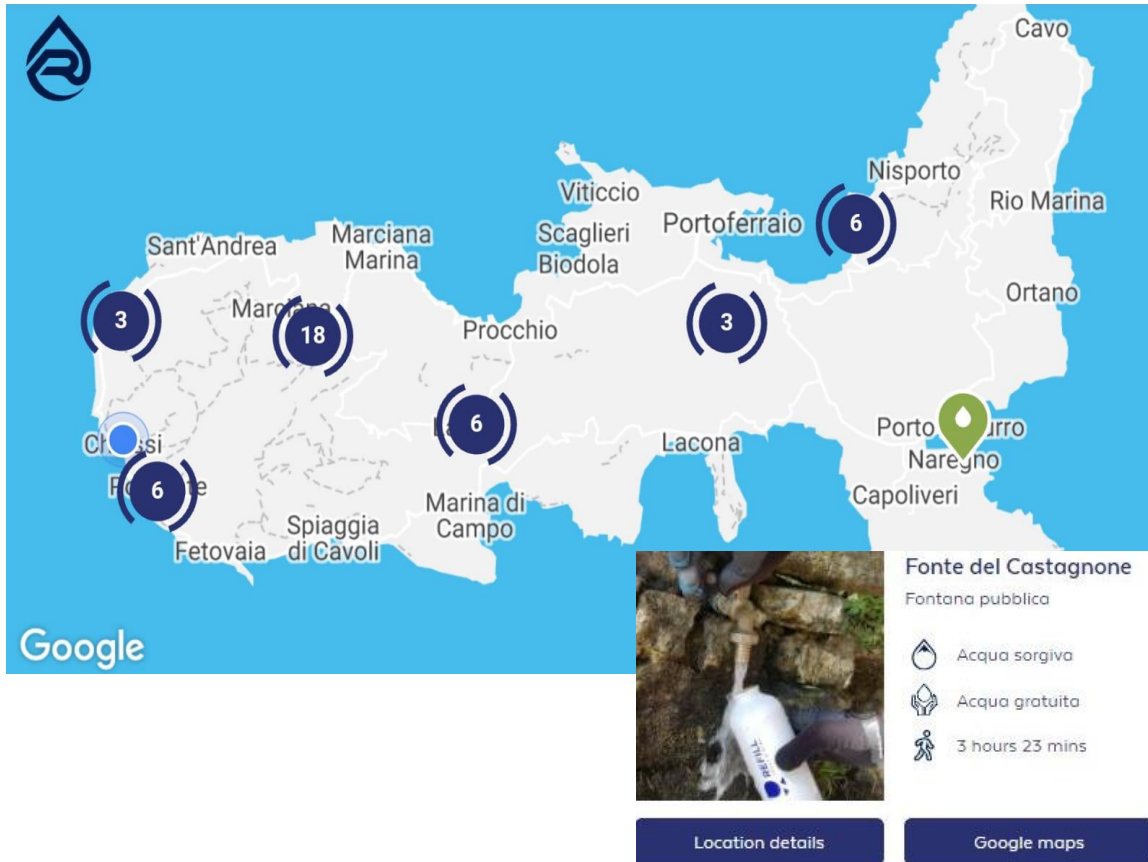 Cavo
Nisporto
Viticcio
Rio Marina
Portoferraio
6
Marciana
Marina
Scaglieri
Biodola
Sant'Andrea
Ortano
3
18
Procchio
3
6
Lacona
Naregno
Capoliveri
6
Marina di
Campo
Spiaggia
di Cavoli
Fetovaia
Google
Fonte del Castagnone
Fontana pubblica
Acqua sorgiva
Acqua gratuita
3 hours 23 mins
REFILL
Location details
Google maps